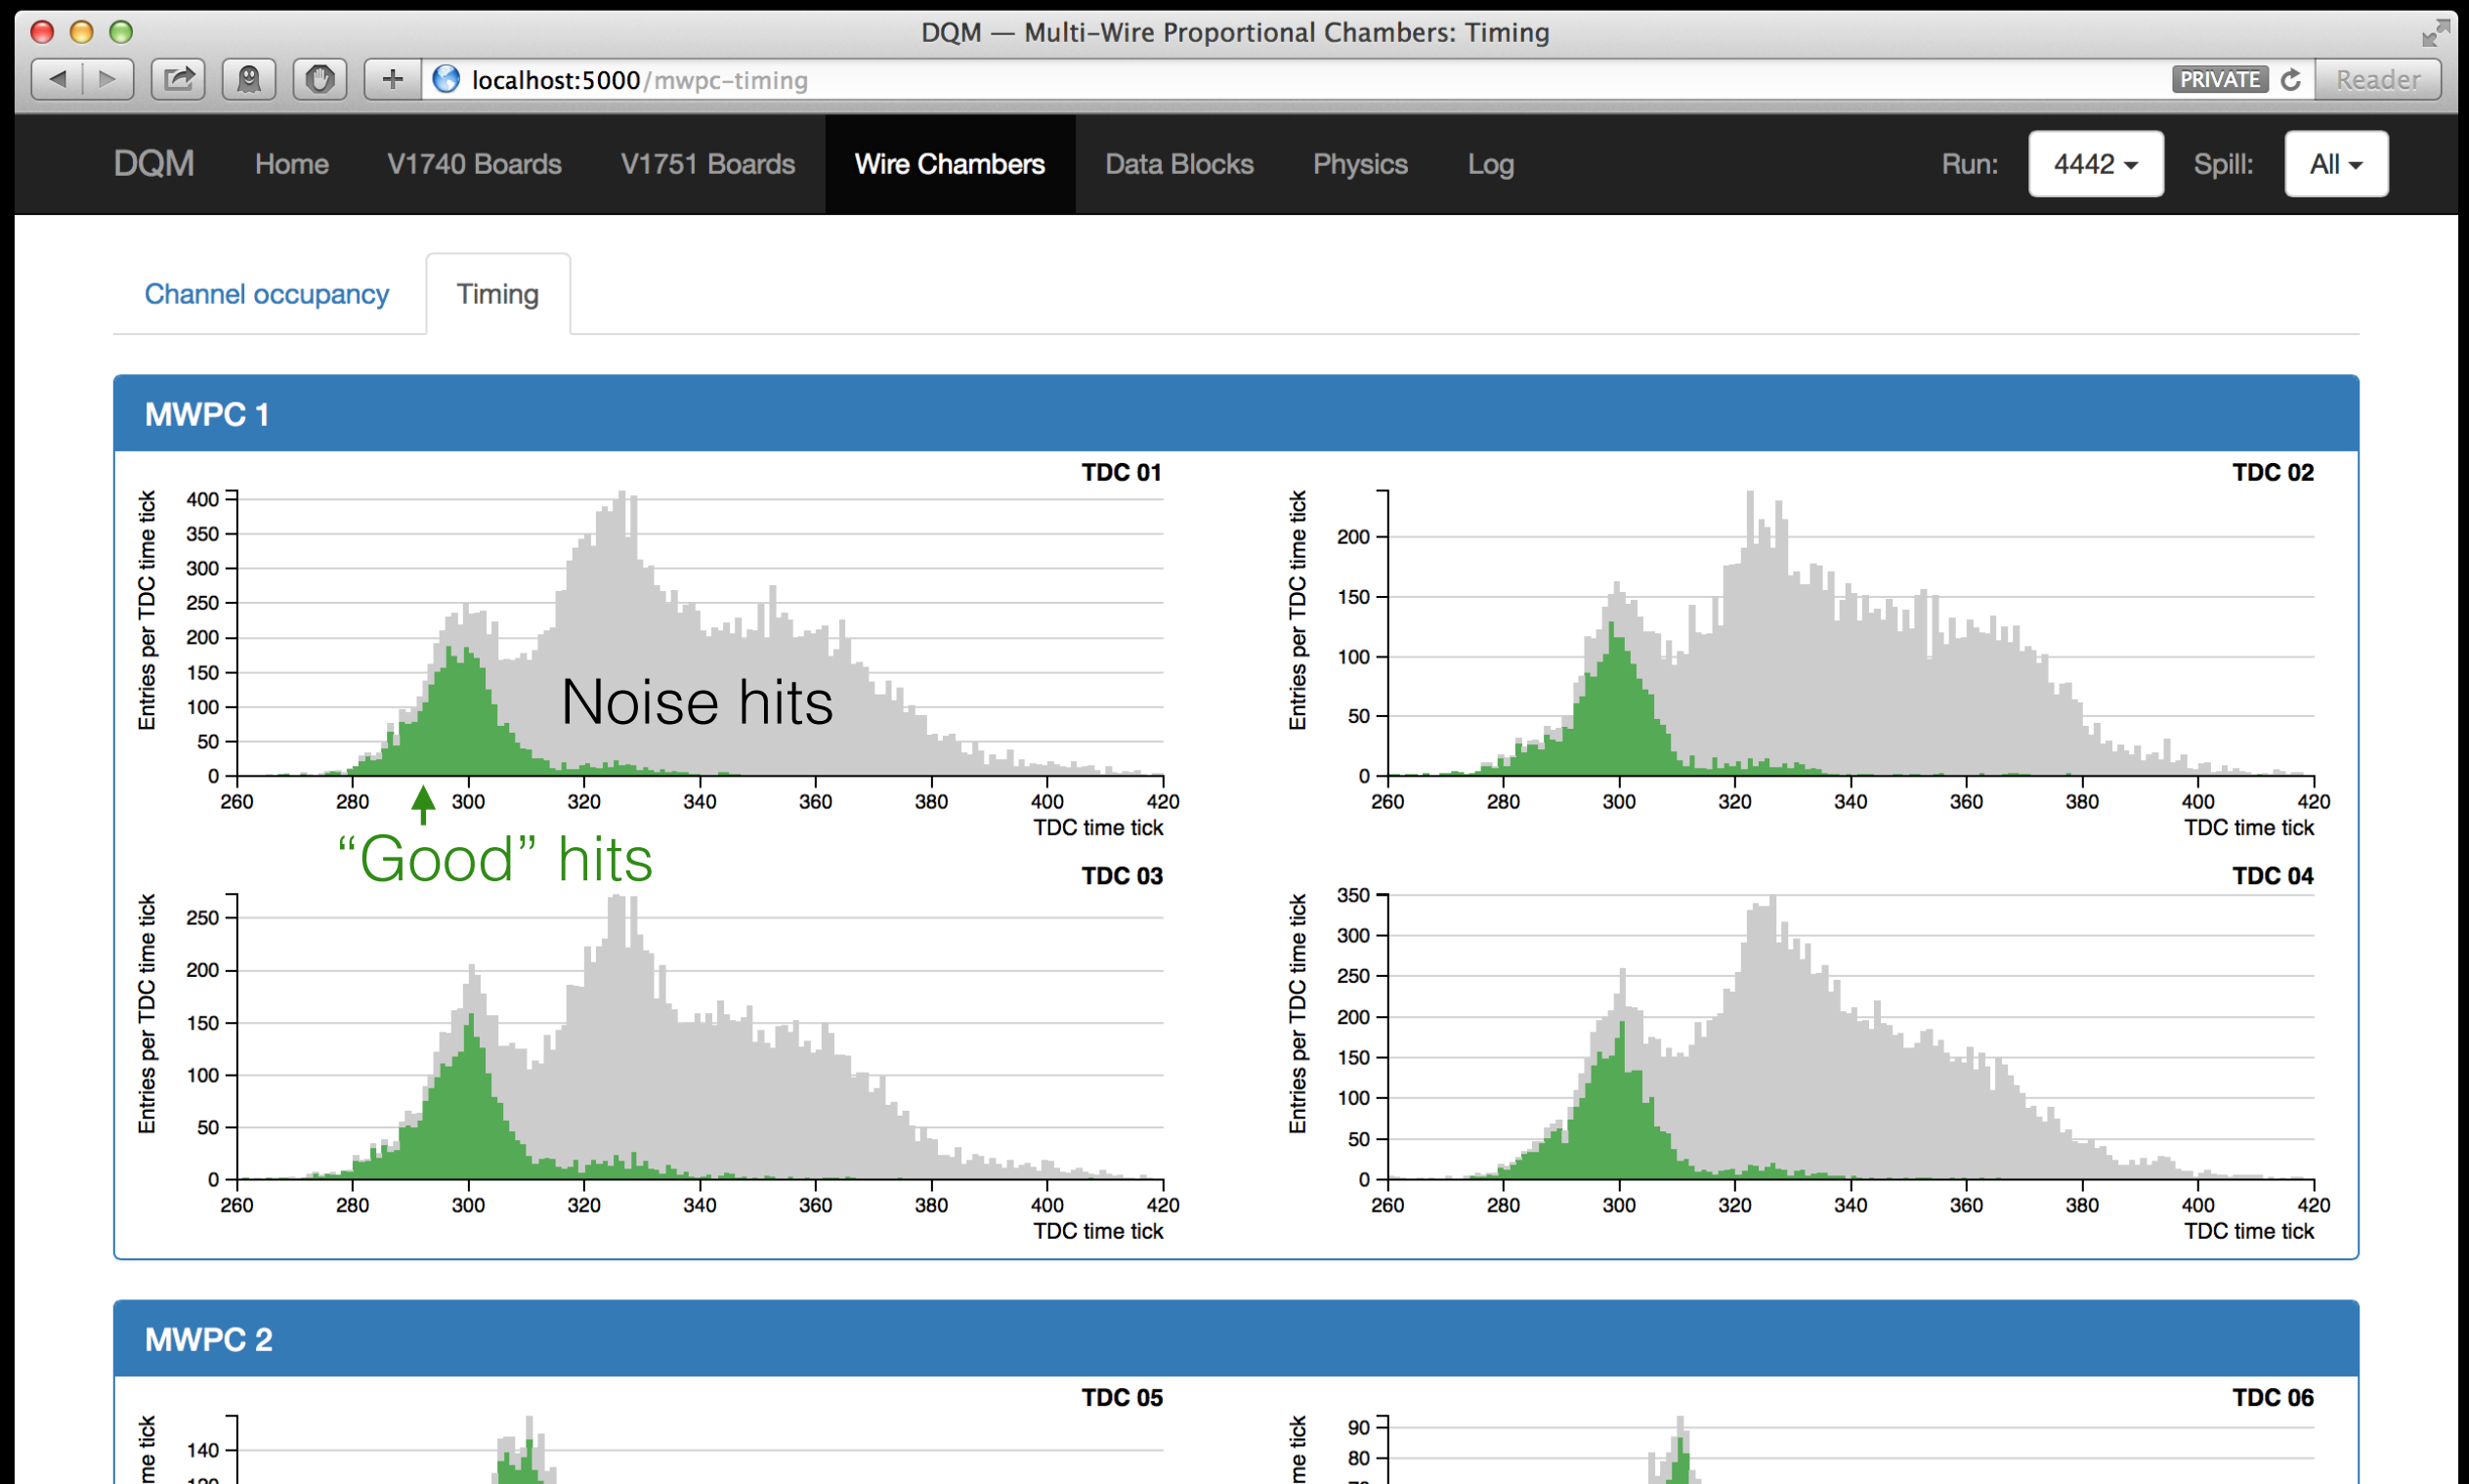 DQM — Multi-Wire Proportional Chambers: Timing
localhost:5000/mwpc-timing
PRIVATE
Reader
DQM Home V1740 Boards V1751 Boards Wire Chambers Data Blocks Physics Log Run: 4442 Spill: All
Channel occupancy Timing
MWPC 1
TDC 01
Entries per TDC time tick
400
350
300
250
200
150
100
50
0
260 280 300 320 340 360 380 400 420
TDC time tick
Noise hits
“Good” hits
TDC 02
Entries per TDC time tick
200
150
100
50
0
260 280 300 320 340 360 380 400 420
TDC time tick
TDC 03
Entries per TDC time tick
250
200
150
100
50
0
260 280 300 320 340 360 380 400 420
TDC time tick
TDC 04
Entries per TDC time tick
350
300
250
200
150
100
50
0
260 280 300 320 340 360 380 400 420
TDC time tick
MWPC 2
TDC 05
me tick
140
TDC 06
me tick
90
80